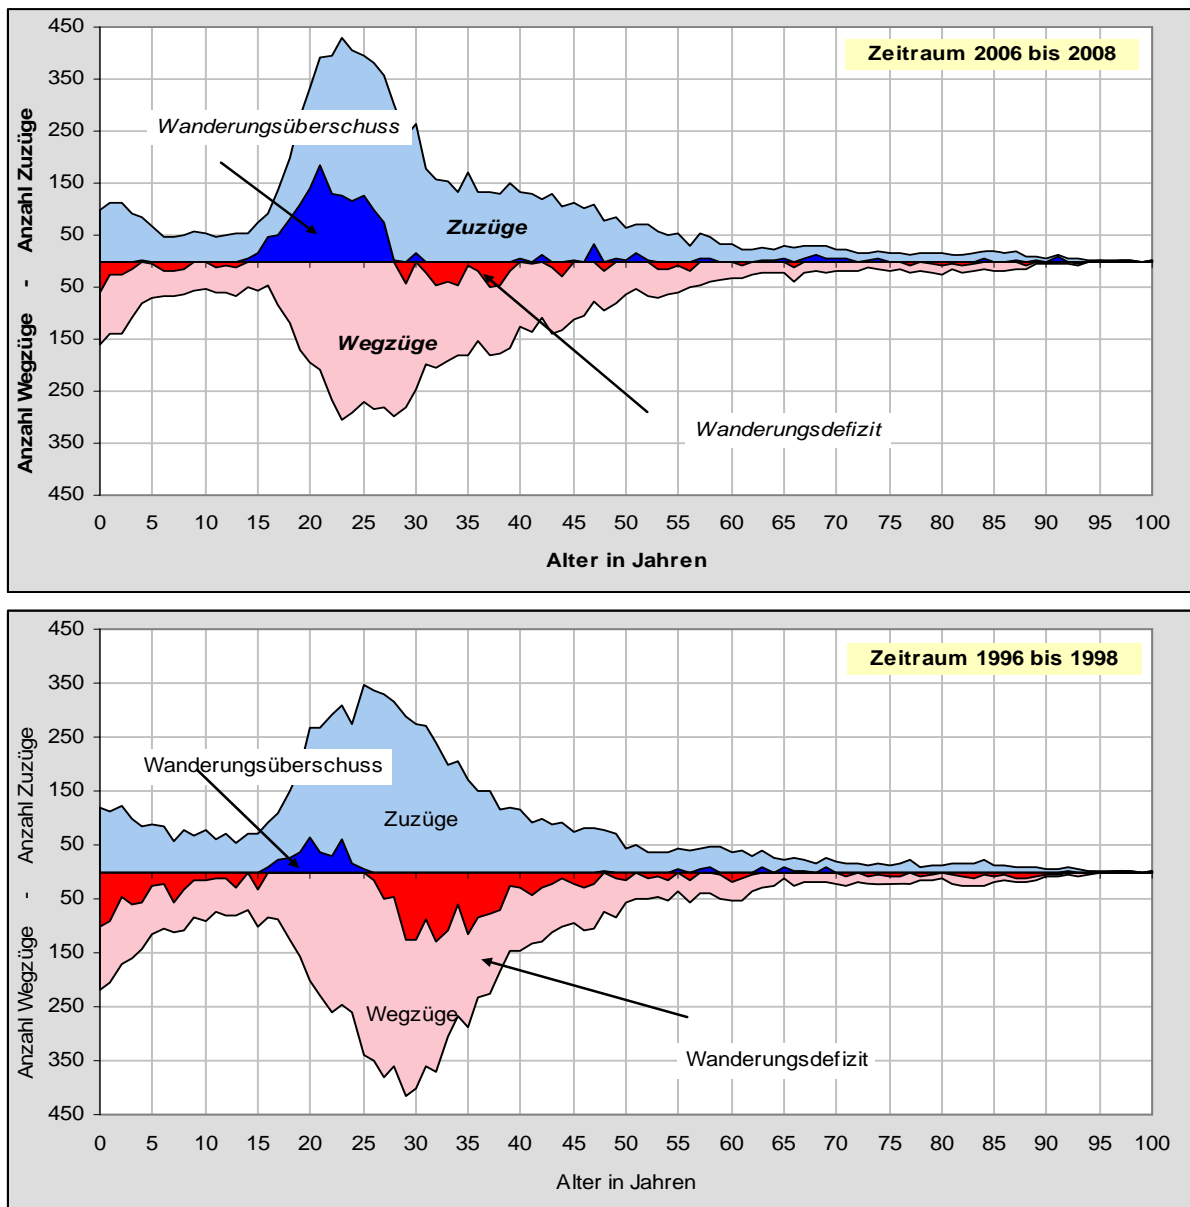 Zeitraum 2006 bis 2008
450
350
250
150
50
50
150
250
350
450
Anzahl Wegzüge - Anzahl Zuzüge
Wanderungsüberschuss
Zuzüge
Wegzüge
Wanderungsdefizit
0 5 10 15 20 25 30 35 40 45 50 55 60 65 70 75 80 85 90 95 100
Alter in Jahren
Zeitraum 1996 bis 1998
450
350
250
150
50
50
150
250
350
450
Anzahl Wegzüge - Anzahl Zuzüge
Wanderungsüberschuss
Zuzüge
Wegzüge
Wanderungsdefizit
0 5 10 15 20 25 30 35 40 45 50 55 60 65 70 75 80 85 90 95 100
Alter in Jahren